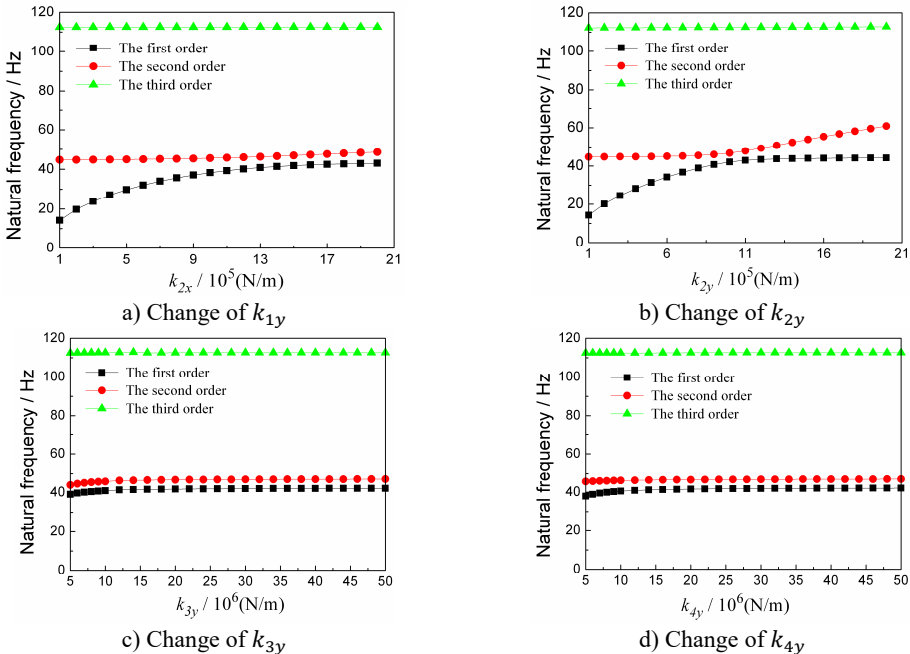 120
100
80
60
40
20
0
Natural frequency / Hz
The first order
The second order
The third order
1 5 9 13 17 21
k2x / 10^5(N/m)
a) Change of k1y
120
100
80
60
40
20
0
Natural frequency / Hz
The first order
The second order
The third order
1 6 11 16 21
k2y / 10^5(N/m)
b) Change of k2y
120
100
80
60
40
20
0
Natural frequency / Hz
The first order
The second order
The third order
5 10 15 20 25 30 35 40 45 50
k3y / 10^6(N/m)
c) Change of k3y
120
100
80
60
40
20
0
Natural frequency / Hz
The first order
The second order
The third order
5 10 15 20 25 30 35 40 45 50
k4y / 10^6(N/m)
d) Change of k4y